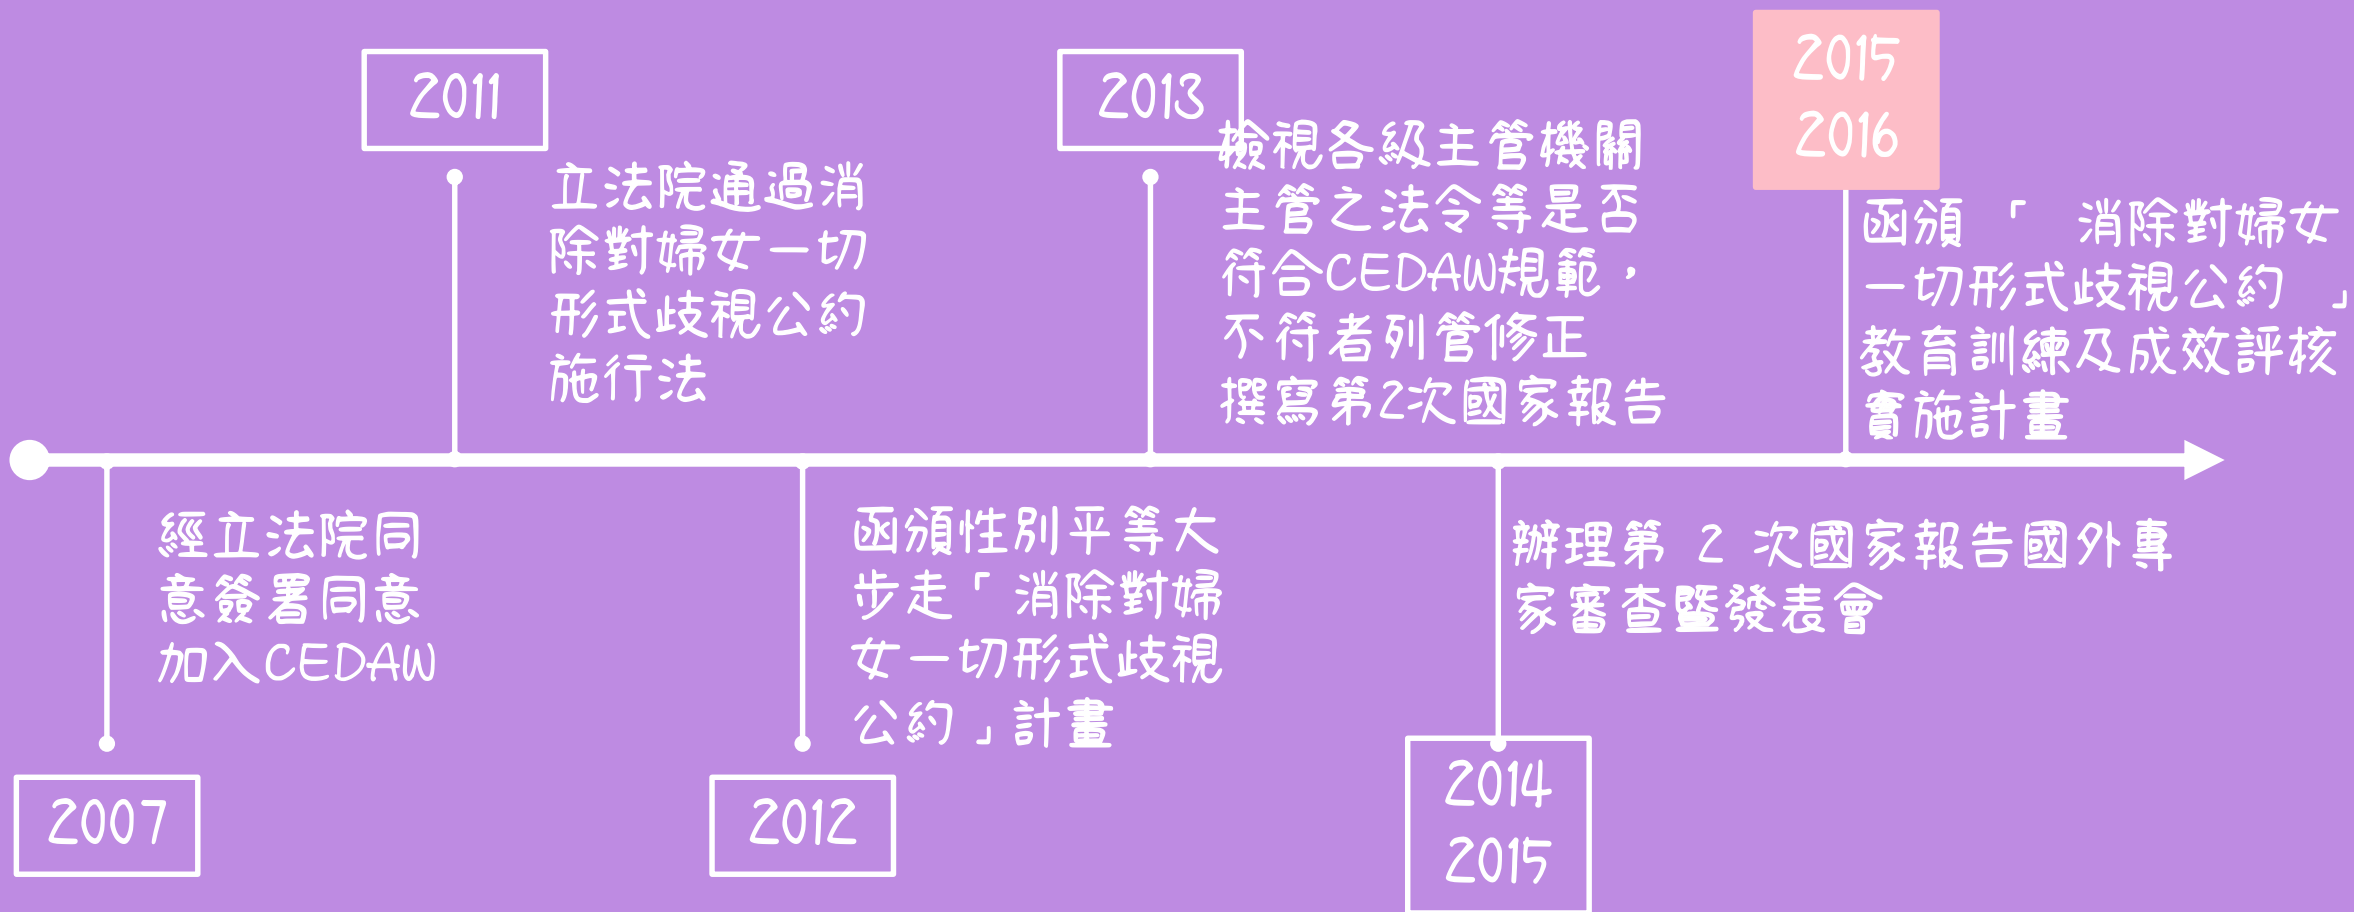 2007
經立法院同
意簽署同意
加入CEDAW
2011
立法院通過消
除對婦女一切
形式歧視公約
施行法
2012
函頒性別平等大
步走「消除對婦
女一切形式歧視
公約」計畫
2013
檢視各級主管機關
主管之法令等是否
符合CEDAW規範，
不符者列管修正
撰寫第2次國家報告
2014
2015
辦理第 2 次國家報告國外專
家審查暨發表會
2015
2016
函頒 「 消除對婦女
一切形式歧視公約 」
教育訓練及成效評核
實施計畫